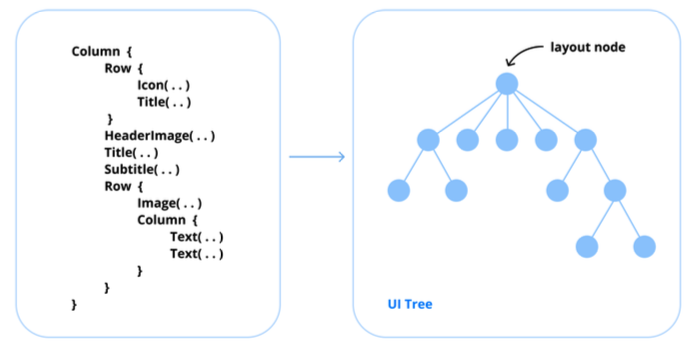 Column {
Row {
Icon(..)
Title(..)
}
HeaderImage(..)
Title(..)
Subtitle(..)
Row {
Image(..)
Column {
Text(..)
Text(..)
}
}
}
layout node
UI Tree